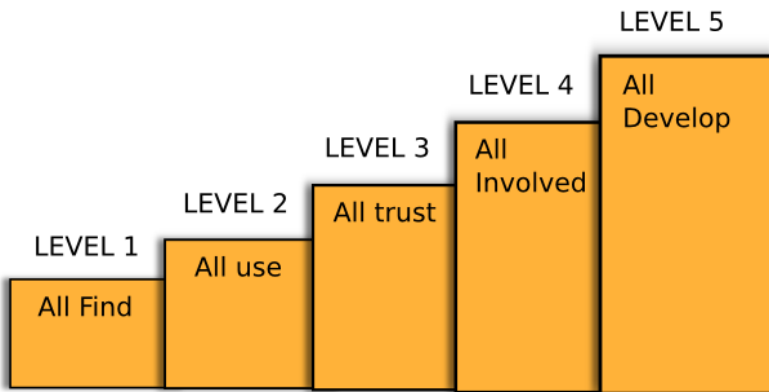 LEVEL 1
All Find
LEVEL 2
All use
LEVEL 3
All trust
LEVEL 4
All
Involved
LEVEL 5
All
Develop